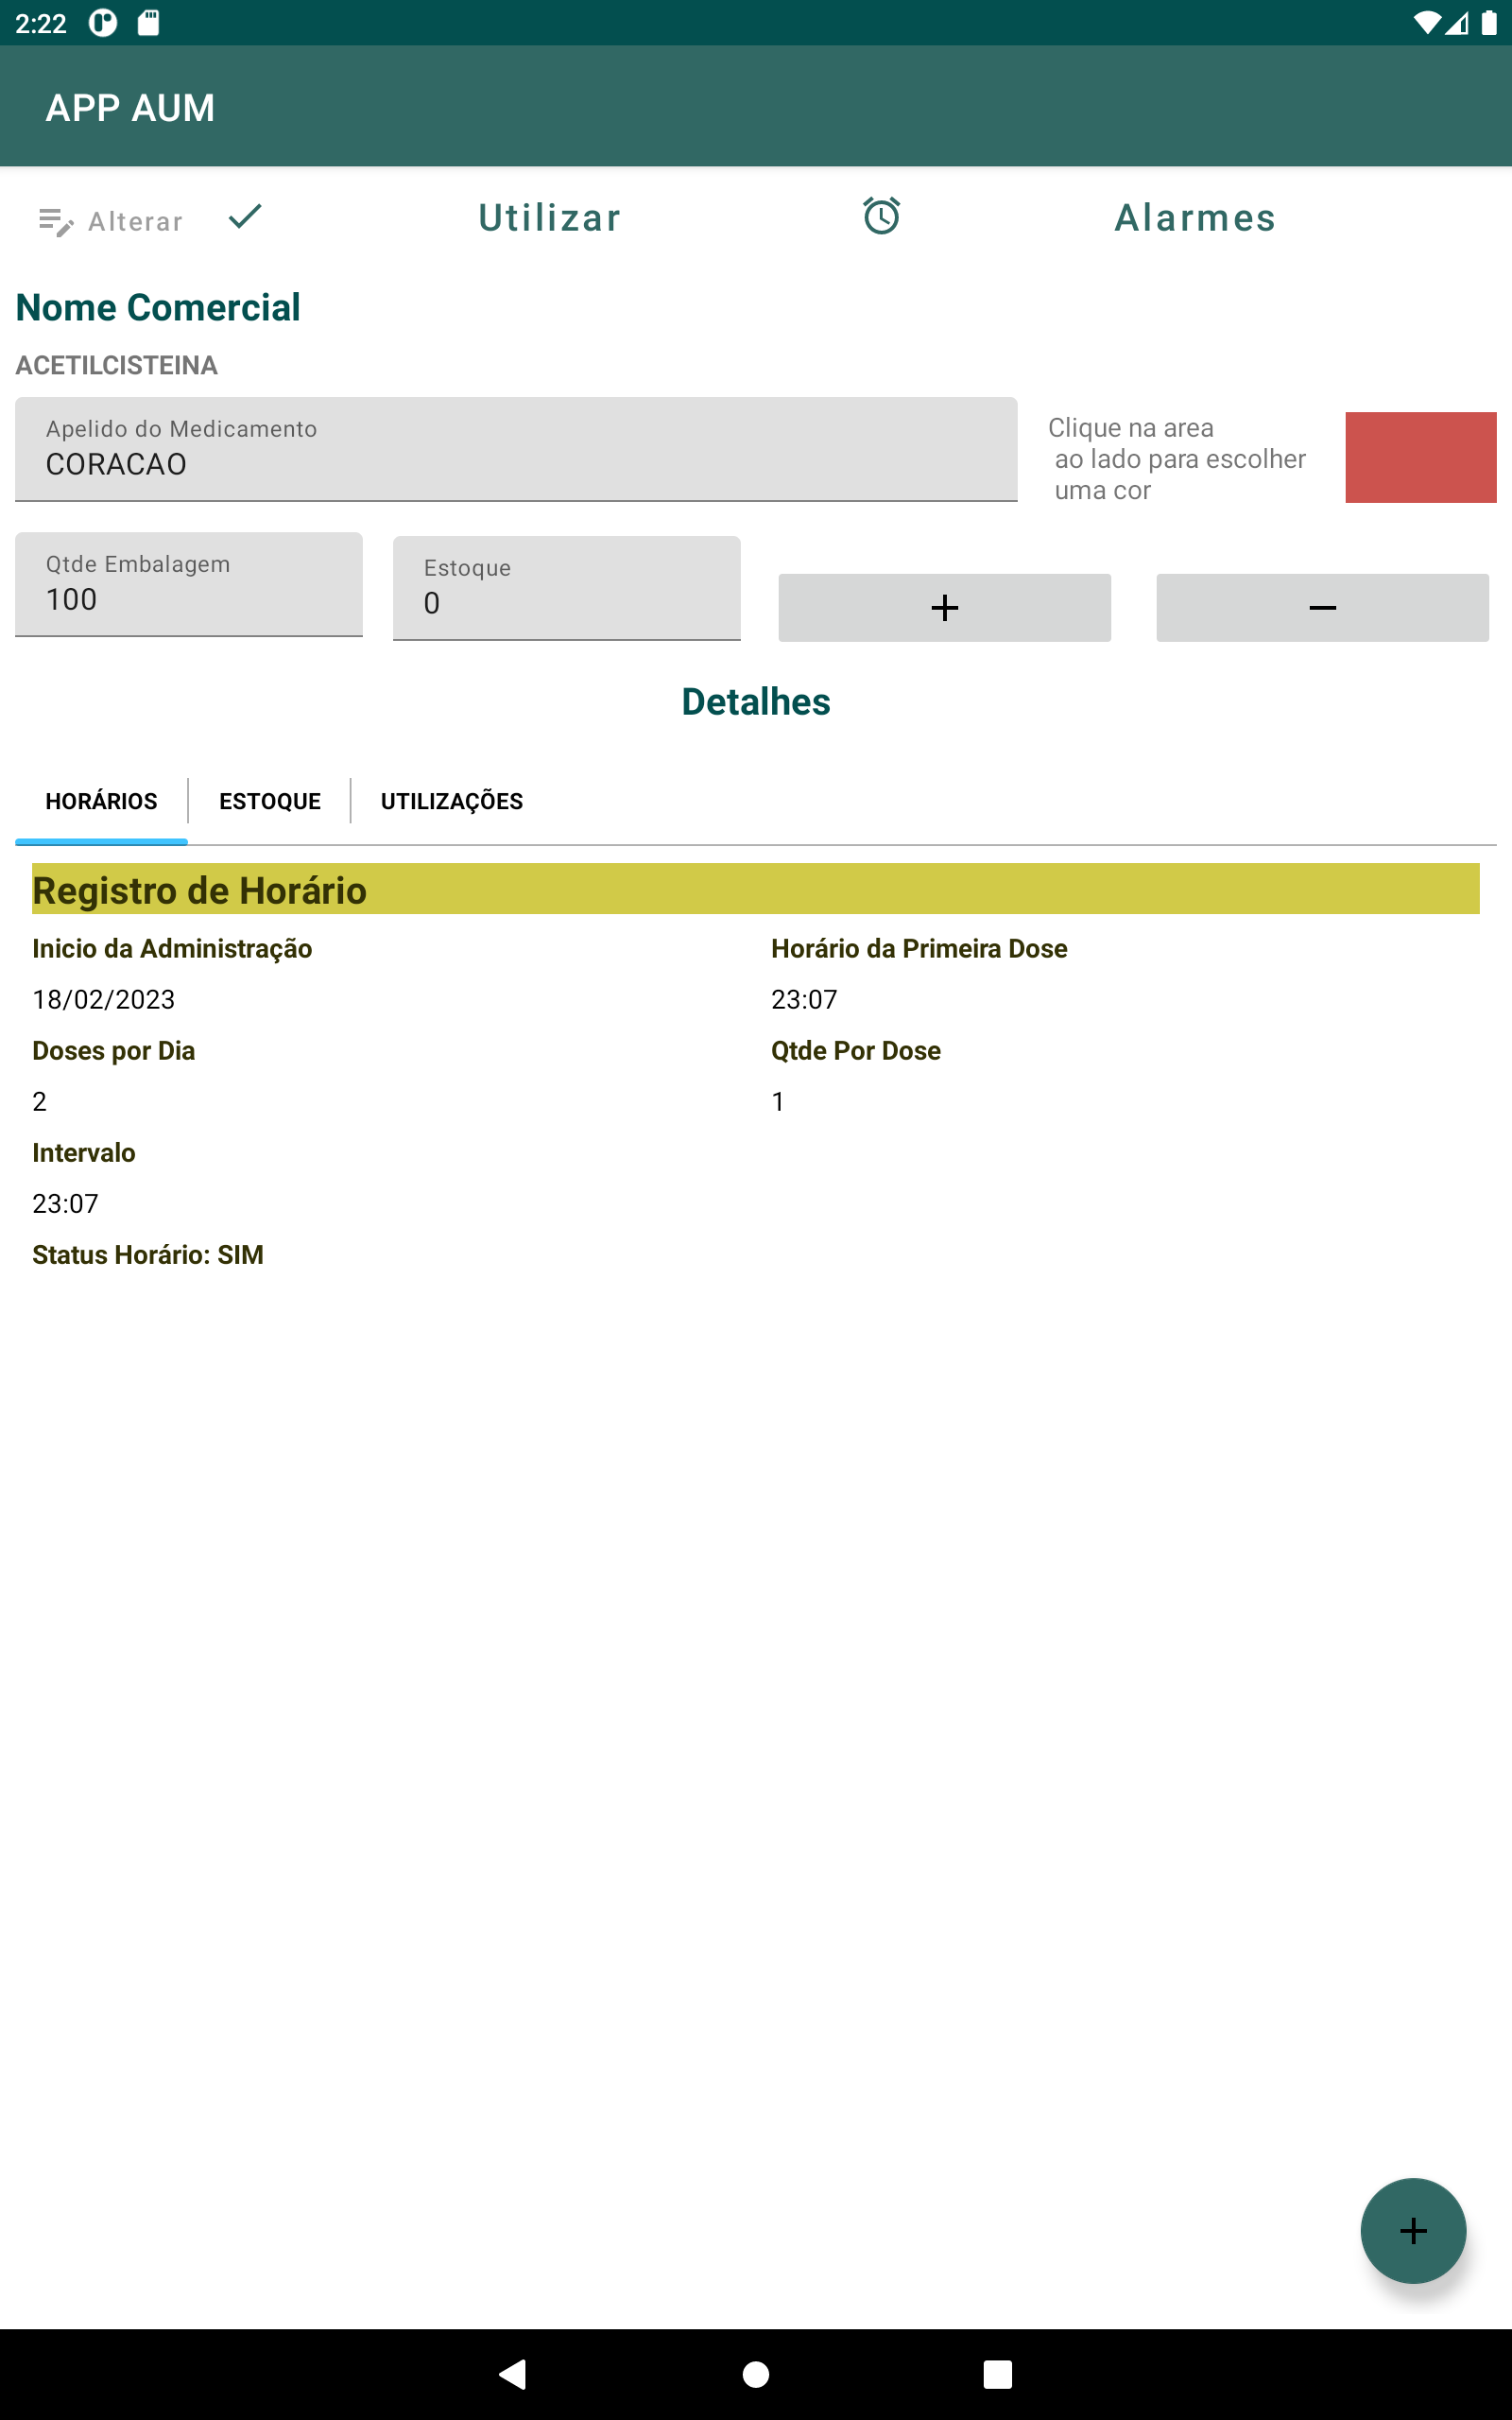 2:22
APP AUM
Alterar
Utilizar
Alarmes
Nome Comercial
ACETILCISTEINA
Apelido do Medicamento
CORACAO
Clique na area
ao lado para escolher
uma cor
Qtde Embalagem
100
Estoque
0
+
−
Detalhes
HORÁRIOS
ESTOQUE
UTILIZAÇÕES
Registro de Horário
Inicio da Administração
Horário da Primeira Dose
18/02/2023
23:07
Doses por Dia
Qtde Por Dose
2
1
Intervalo
23:07
Status Horário: SIM
+